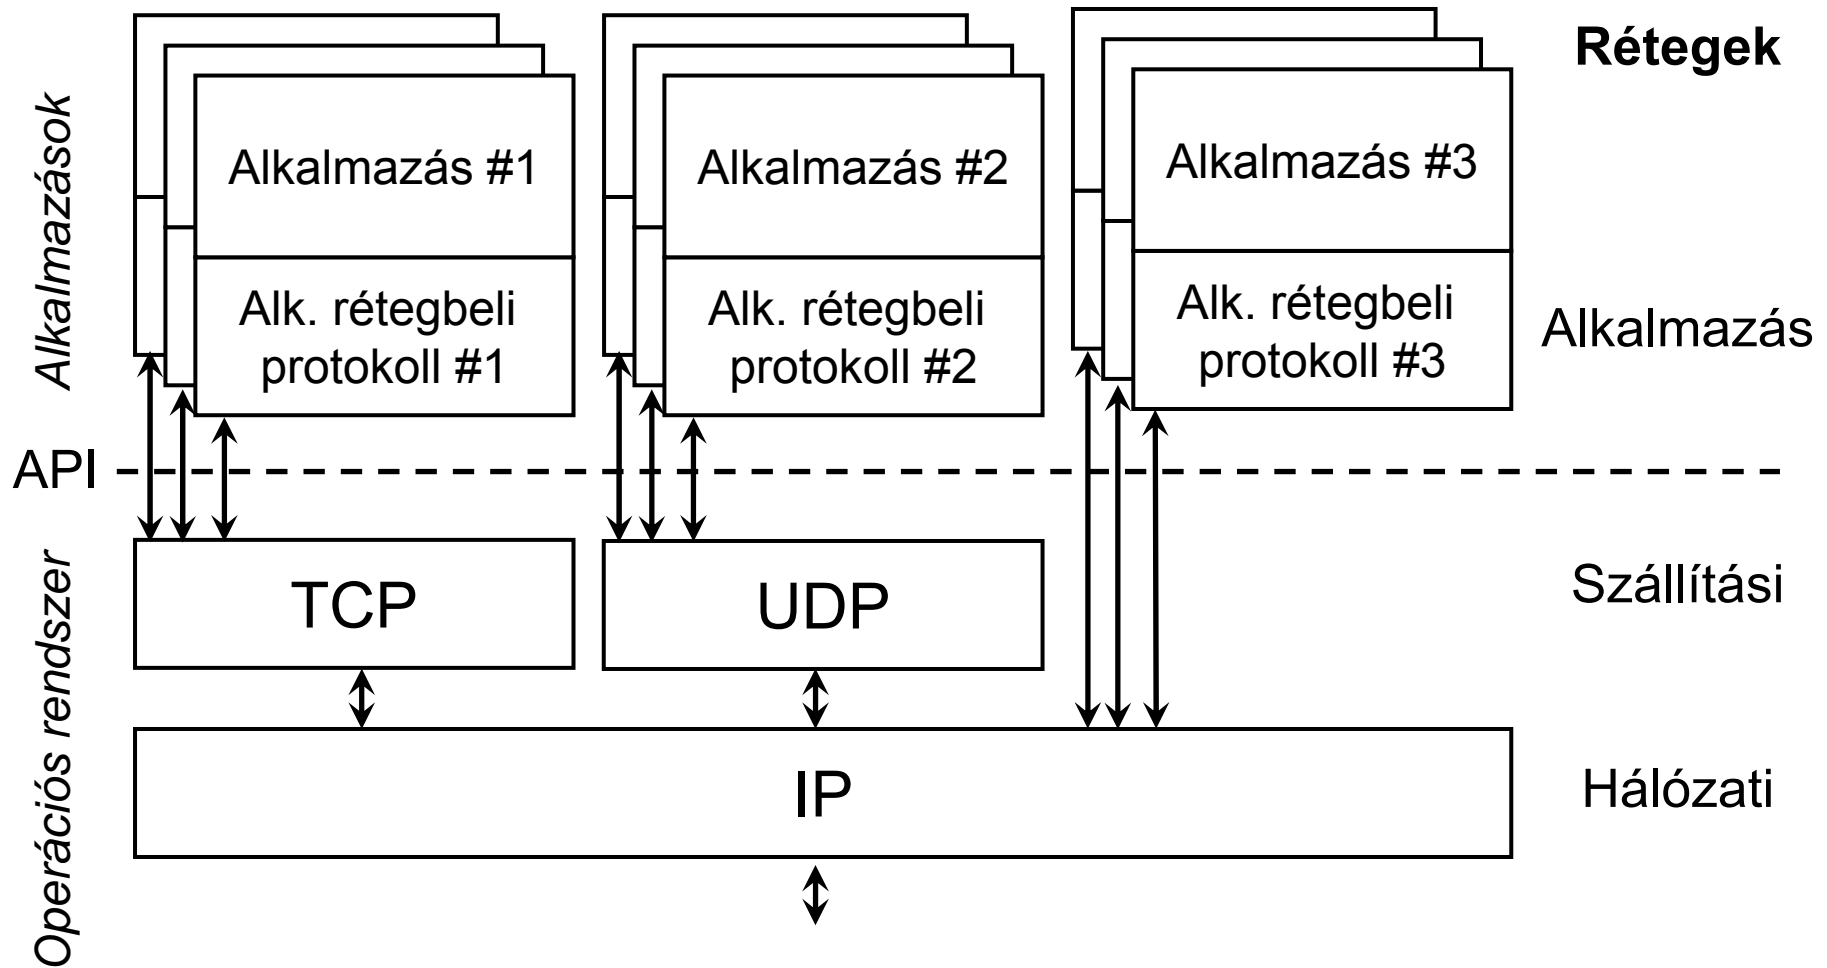 Rétegek
Alkalmazások
Alkalmazás #1
Alkalmazás #2
Alkalmazás #3
Alk. rétegbeli
protokoll #1
Alk. rétegbeli
protokoll #2
Alk. rétegbeli
protokoll #3
Alkalmazás
API
Operációs rendszer
TCP
UDP
Szállítási
IP
Hálózati